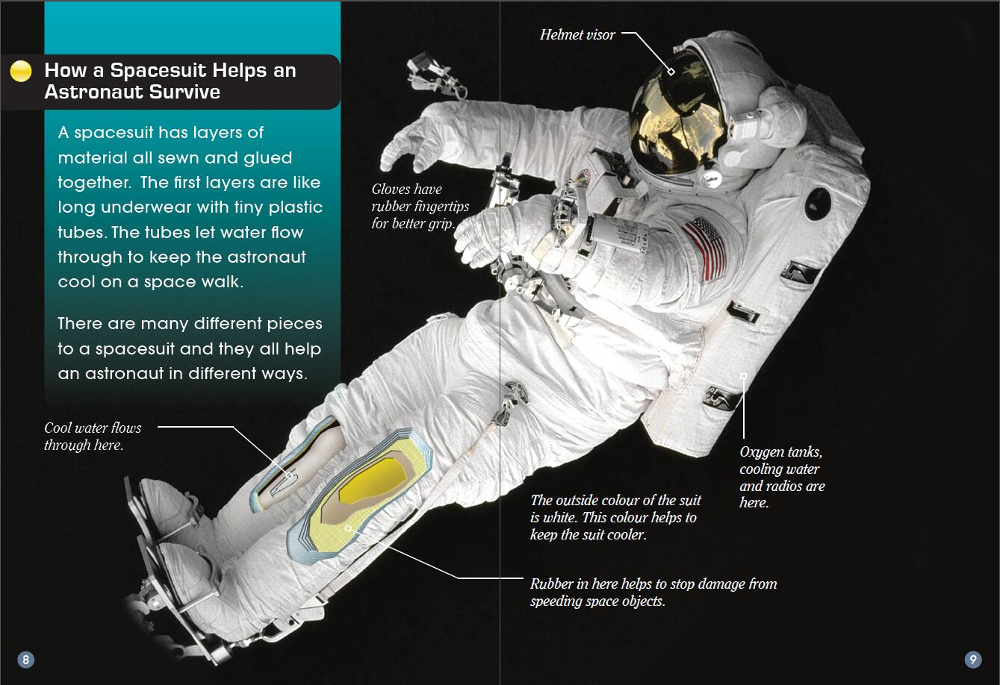 How a Spacesuit Helps an
Astronaut Survive
A spacesuit has layers of
material all sewn and glued
together. The first layers are like
long underwear with tiny plastic
tubes. The tubes let water flow
through to keep the astronaut
cool on a space walk.
There are many different pieces
to a spacesuit and they all help
an astronaut in different ways.
Cool water flows
through here.
Gloves have
rubber fingertips
for better grip.
Helmet visor
Oxygen tanks,
cooling water
and radios are
here.
The outside colour of the suit
is white. This colour helps to
keep the suit cooler.
Rubber in here helps to stop damage from
speeding space objects.
8
9